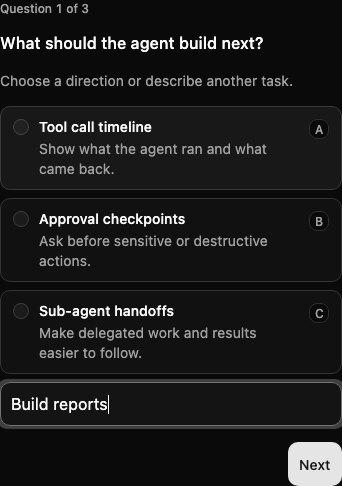 Question 1 of 3
What should the agent build next?
Choose a direction or describe another task.
Tool call timeline
A
Show what the agent ran and what
came back.
Approval checkpoints
B
Ask before sensitive or destructive
actions.
Sub-agent handoffs
C
Make delegated work and results
easier to follow.
Build reports
Next